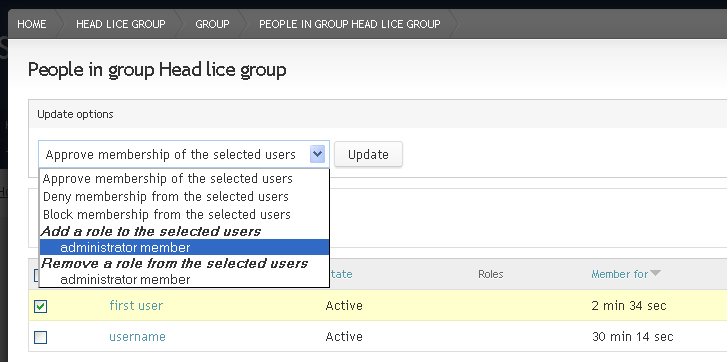 HOME HEAD LICE GROUP GROUP PEOPLE IN GROUP HEAD LICE GROUP
People in group Head lice group
Update options
Approve membership of the selected users Update
Approve membership of the selected users
Deny membership from the selected users
Block membership from the selected users
Add a role to the selected users
administrator member
Remove a role from the selected users
administrator member
tate Roles Member for
first user Active 2 min 34 sec
username Active 30 min 14 sec